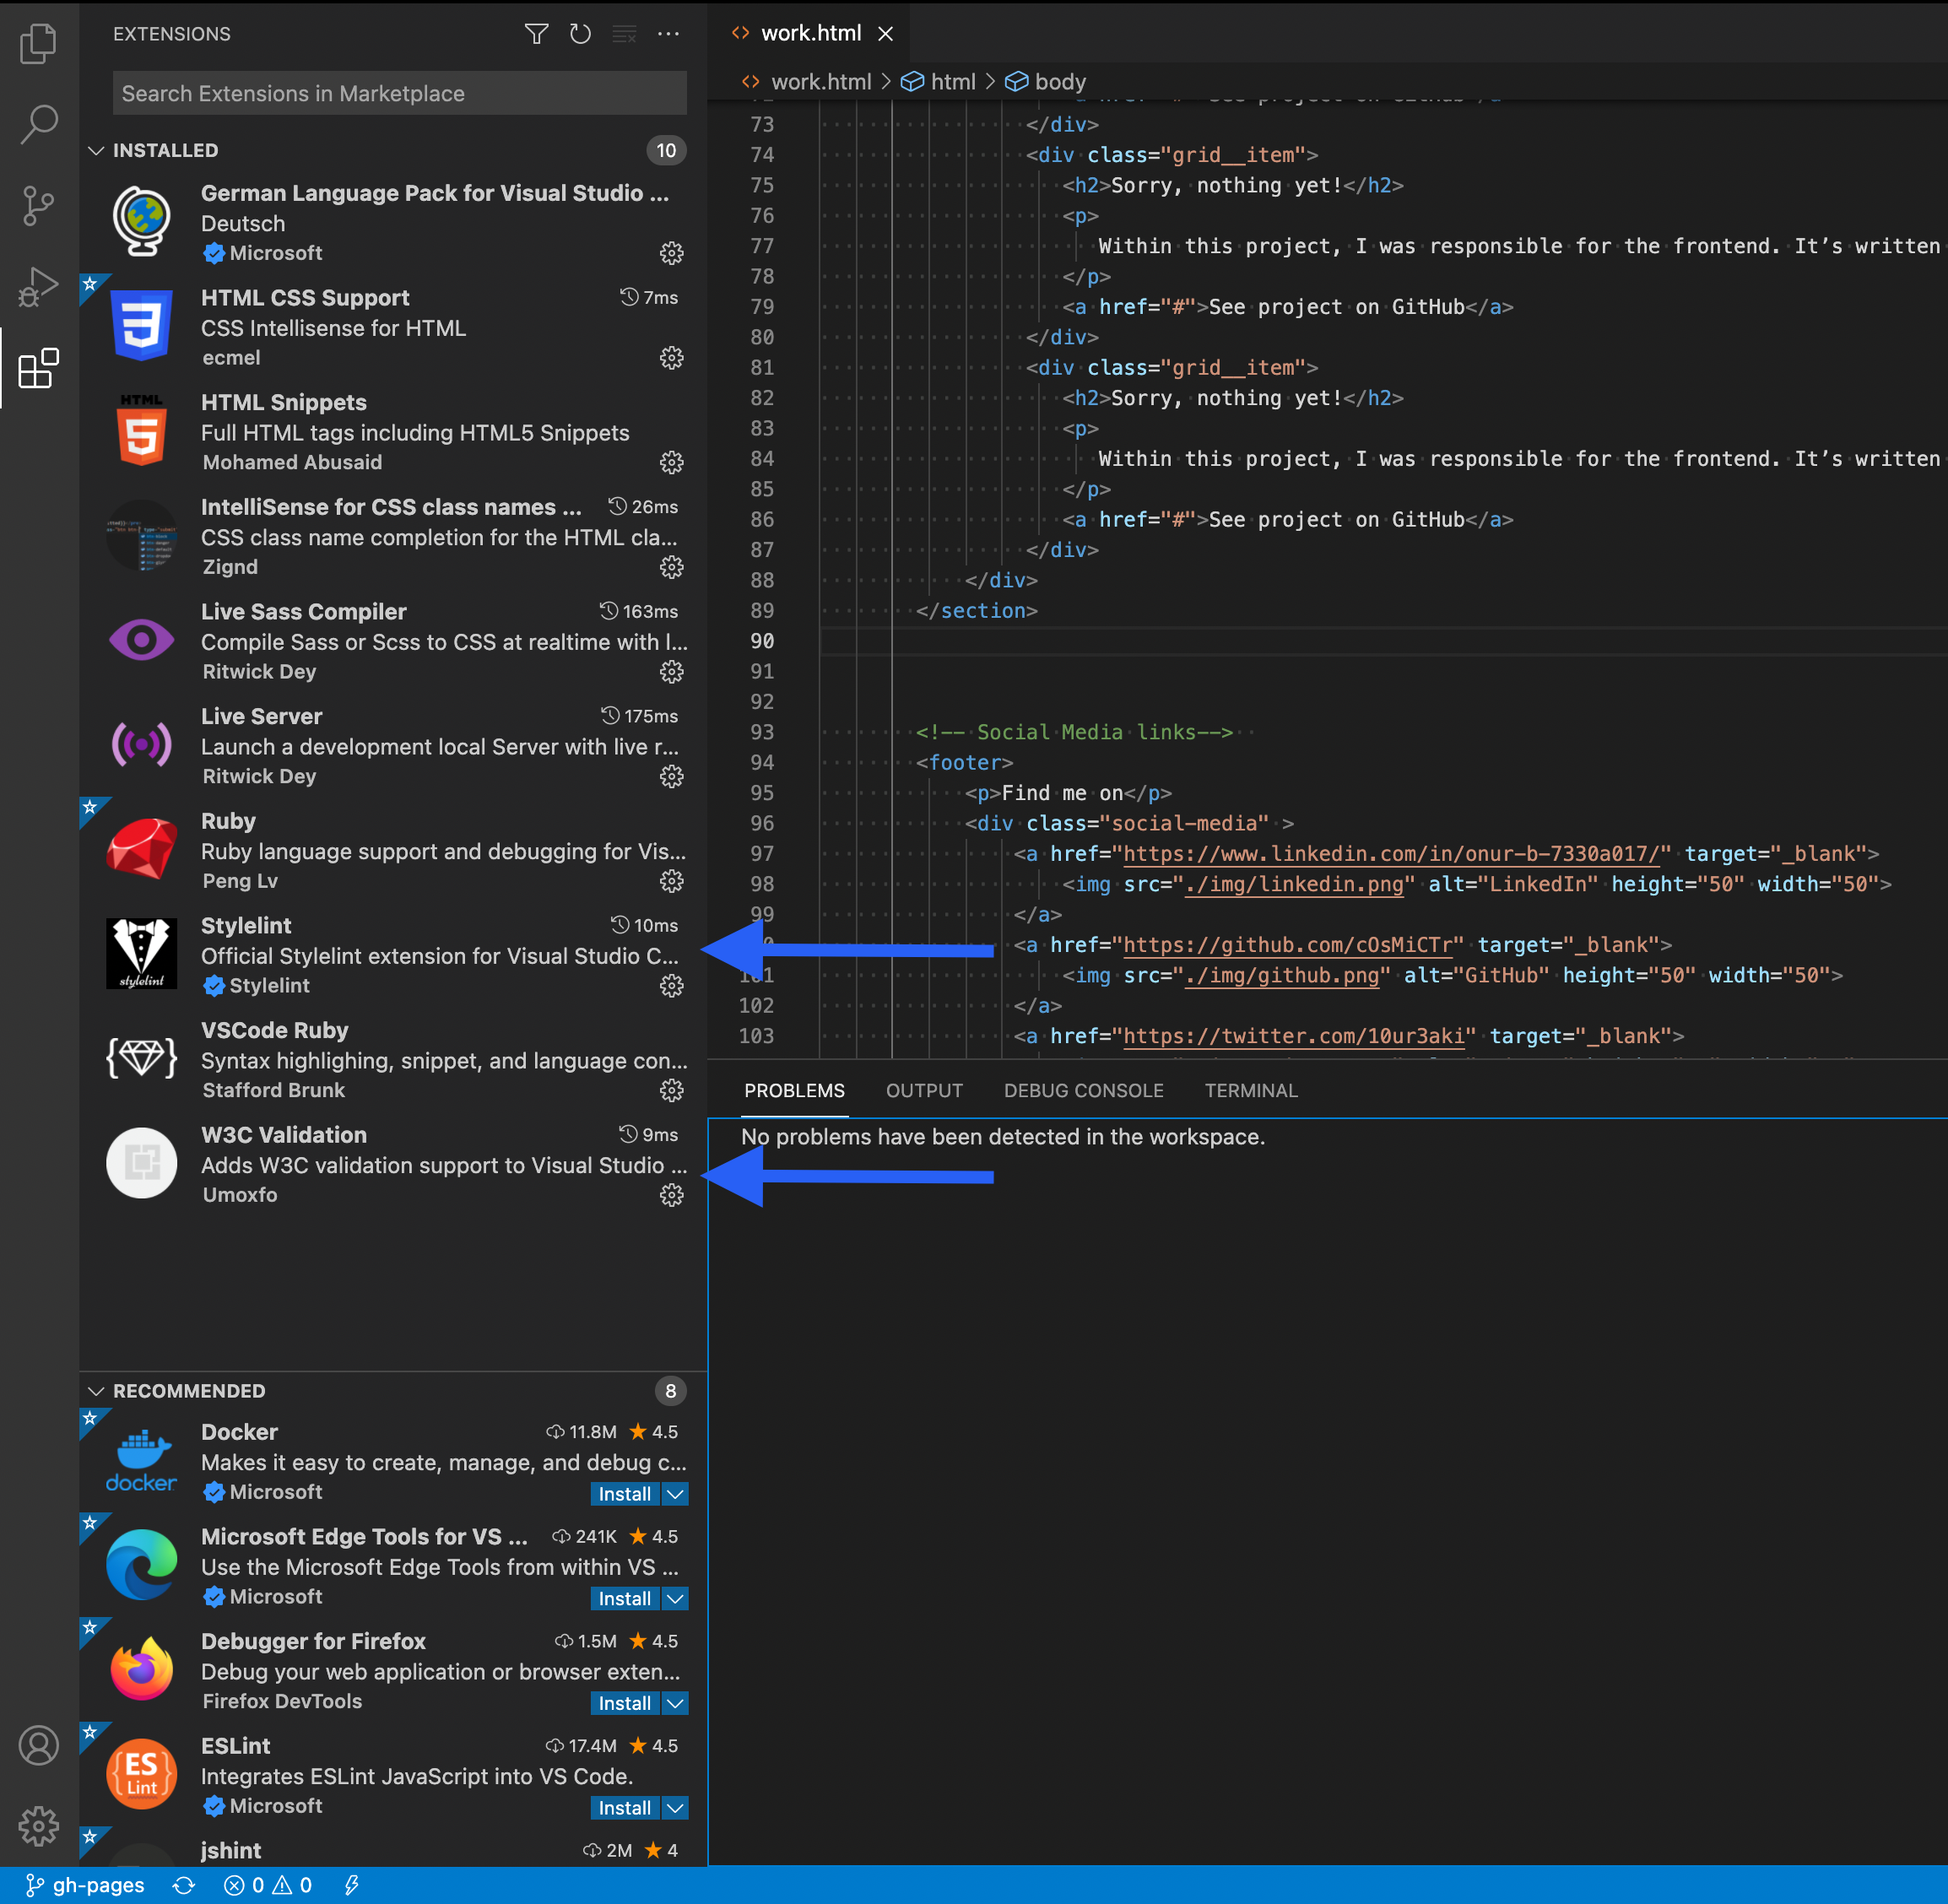 EXTENSIONS
Search Extensions in Marketplace
INSTALLED
10
German Language Pack for Visual Studio ...
Deutsch
Microsoft
HTML CSS Support
7ms
CSS Intellisense for HTML
ecmel
HTML
HTML Snippets
Full HTML tags including HTML5 Snippets
Mohamed Abusaid
IntelliSense for CSS class names ...
26ms
CSS class name completion for the HTML cla...
Zignd
Live Sass Compiler
163ms
Compile Sass or Scss to CSS at realtime with l...
Ritwick Dey
Live Server
175ms
Launch a development local Server with live r...
Ritwick Dey
Ruby
Ruby language support and debugging for Vis...
Peng Lv
Stylelint
10ms
Official Stylelint extension for Visual Studio C...
stylelint
Stylelint
VSCode Ruby
Syntax highlighing, snippet, and language con...
Stafford Brunk
W3C Validation
9ms
Adds W3C validation support to Visual Studio ...
Umoxfo
RECOMMENDED
8
Docker
11.8M
4.5
Makes it easy to create, manage, and debug c...
docker
Microsoft
Install
Microsoft Edge Tools for VS ...
241K
4.5
Use the Microsoft Edge Tools from within VS ...
Microsoft
Install
Debugger for Firefox
1.5M
4.5
Debug your web application or browser exten...
Firefox DevTools
Install
ESLint
17.4M
4.5
ES
Lint
Integrates ESLint JavaScript into VS Code.
Microsoft
Install
jshint
2M
4
work.html
work.html > html > body
73 </div>
74 <div class="grid__item">
75 <h2>Sorry, nothing yet!</h2>
76 <p>
77 Within this project, I was responsible for the frontend. It’s written
78 </p>
79 <a href="#">See project on GitHub</a>
80 </div>
81 <div class="grid__item">
82 <h2>Sorry, nothing yet!</h2>
83 <p>
84 Within this project, I was responsible for the frontend. It’s written
85 </p>
86 <a href="#">See project on GitHub</a>
87 </div>
88 </div>
89 </section>
90
91
92
93 <!-- Social Media links-->
94 <footer>
95 <p>Find me on</p>
96 <div class="social-media" >
97 <a href="https://www.linkedin.com/in/onur-b-7330a017/" target="_blank">
98 <img src="./img/linkedin.png" alt="LinkedIn" height="50" width="50">
99 </a>
<a href="https://github.com/cOsMiCTr" target="_blank">
101 <img src="./img/github.png" alt="GitHub" height="50" width="50">
102 </a>
103 <a href="https://twitter.com/10ur3aki" target="_blank">
PROBLEMS
OUTPUT
DEBUG CONSOLE
TERMINAL
No problems have been detected in the workspace.
gh-pages
0
0